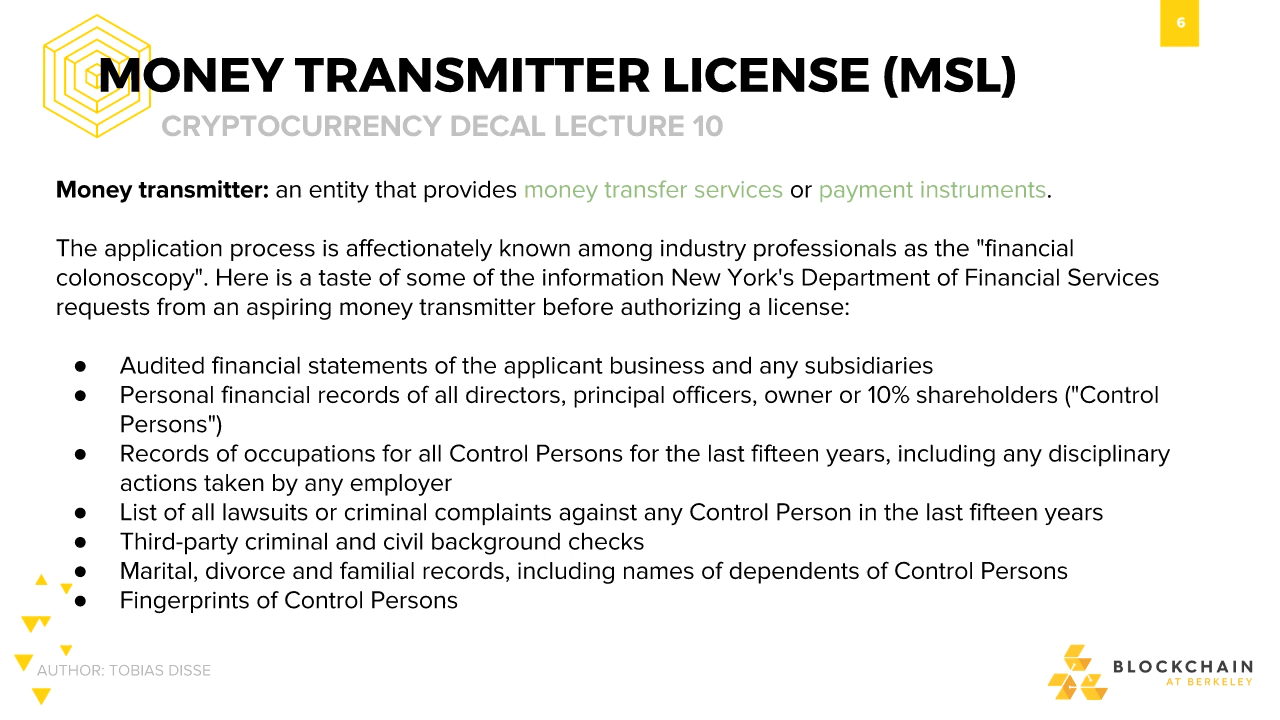 6
MONEY TRANSMITTER LICENSE (MSL)
CRYPTOCURRENCY DECAL LECTURE 10
Money transmitter: an entity that provides money transfer services or payment instruments.
The application process is affectionately known among industry professionals as the "financial
colonoscopy". Here is a taste of some of the information New York's Department of Financial Services
requests from an aspiring money transmitter before authorizing a license:
● Audited financial statements of the applicant business and any subsidiaries
● Personal financial records of all directors, principal officers, owner or 10% shareholders ("Control
Persons")
● Records of occupations for all Control Persons for the last fifteen years, including any disciplinary
actions taken by any employer
● List of all lawsuits or criminal complaints against any Control Person in the last fifteen years
● Third-party criminal and civil background checks
● Marital, divorce and familial records, including names of dependents of Control Persons
● Fingerprints of Control Persons
AUTHOR: TOBIAS DISSE
BLOCKCHAIN
AT BERKELEY